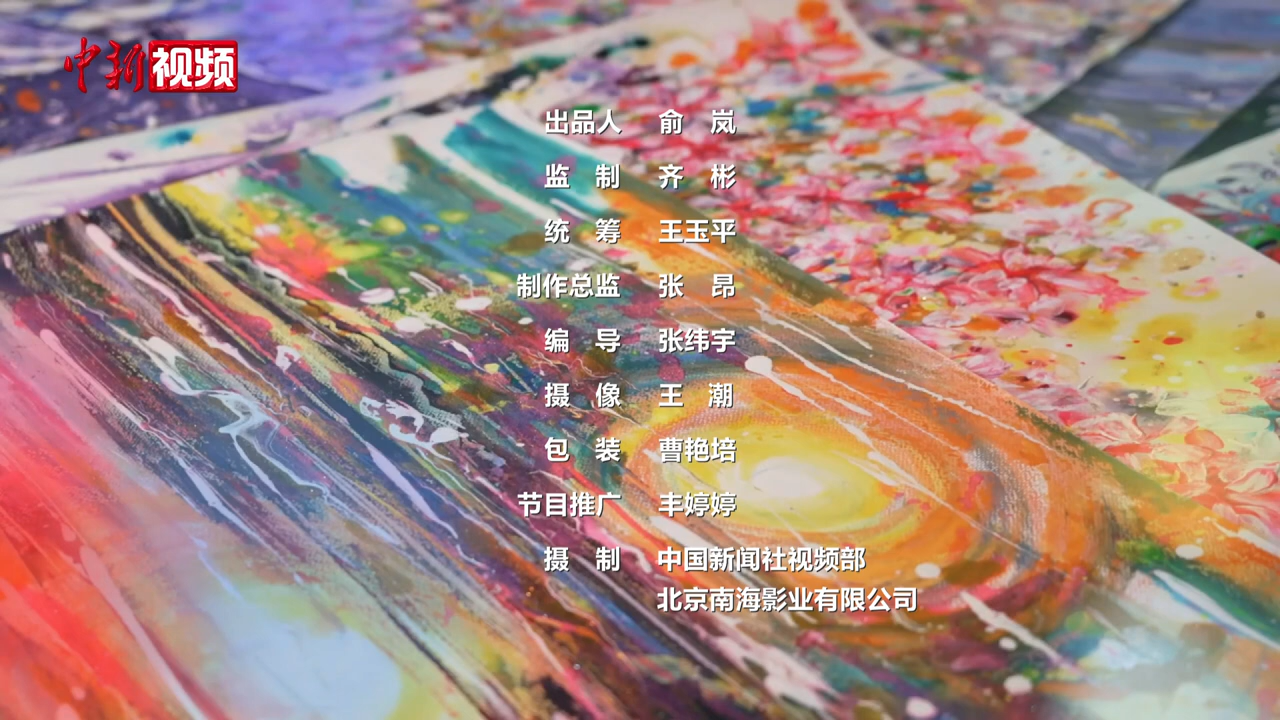 中新视频
出品人 俞 岚
监 制 齐 彬
统 筹 王玉平
制作总监 张 昂
编 导 张纬宇
摄 像 王 潮
包 装 曹艳培
节目推广 丰婷婷
摄 制 中国新闻社视频部
北京南海影业有限公司